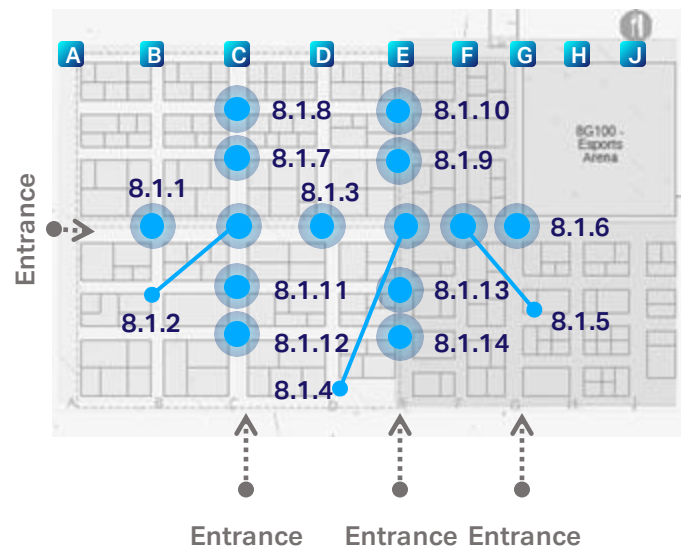 A B C D E F G H J
8.1.8 8.1.10
8G100 -
Esports
Arena
8.1.7 8.1.9
8.1.1 8.1.3
Entrance
8.1.6
8.1.11 8.1.13
8.1.2 8.1.5
8.1.12 8.1.14
8.1.4
A B C D E F G H J
Entrance Entrance Entrance